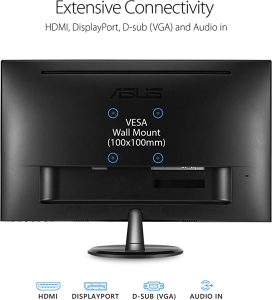 Extensive Connectivity
HDMI, DisplayPort, D-sub (VGA) and Audio in
ASUS
VESA
Wall Mount
(100x100mm)
HDMI
DISPLAYPORT
D-SUB (VGA)
AUDIO IN